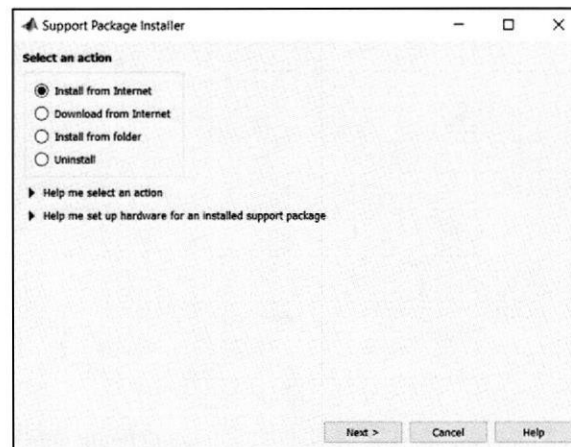 Support Package Installer
Select an action
Install from Internet
Download from Internet
Install from folder
Uninstall
Help me select an action
Help me set up hardware for an installed support package
Next >
Cancel
Help